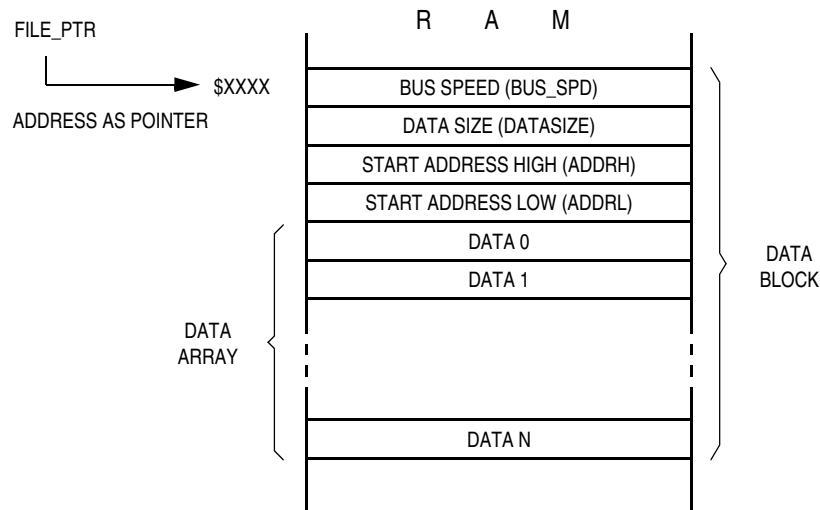 R A M
FILE_PTR
$XXXX
ADDRESS AS POINTER
BUS SPEED (BUS_SPD)
DATA SIZE (DATASIZE)
START ADDRESS HIGH (ADDRH)
START ADDRESS LOW (ADDRL)
DATA 0
DATA 1
DATA
BLOCK
DATA
ARRAY
DATA N